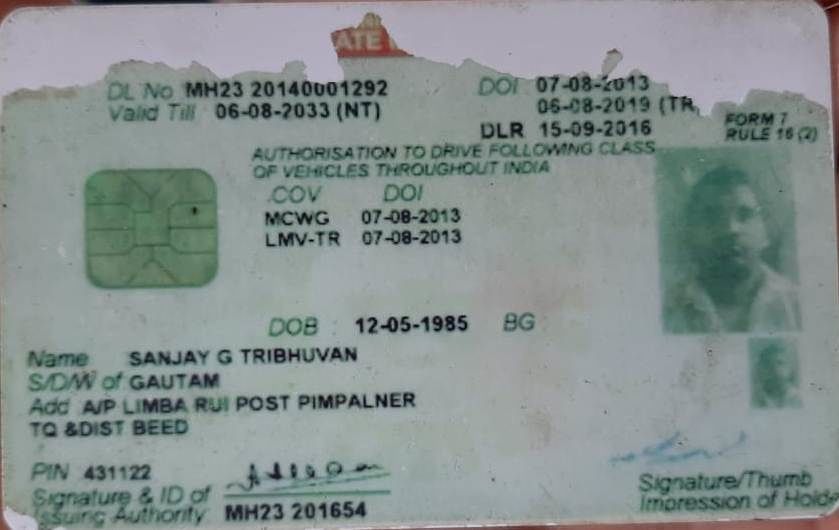 ATE
DL No MH23 20140001292 DOI 07-08-2013
Valid Till 06-08-2033 (NT) 06-08-2019 (TR
DLR 15-09-2016 FORM 7
RULE 16 (2)
AUTHORISATION TO DRIVE FOLLOWING CLASS
OF VEHICLES THROUGHOUT INDIA
COV DOI
MCWG 07-08-2013
LMV-TR 07-08-2013
DOB : 12-05-1985 BG
Name SANJAY G TRIBHUVAN
S/D/W of GAUTAM
Add A/P LIMBA RUI POST PIMPALNER
TQ &DIST BEED
PIN 431122
Signature & ID of
Issuing Authority MH23 201654
Signature/Thumb
Impression of Holde